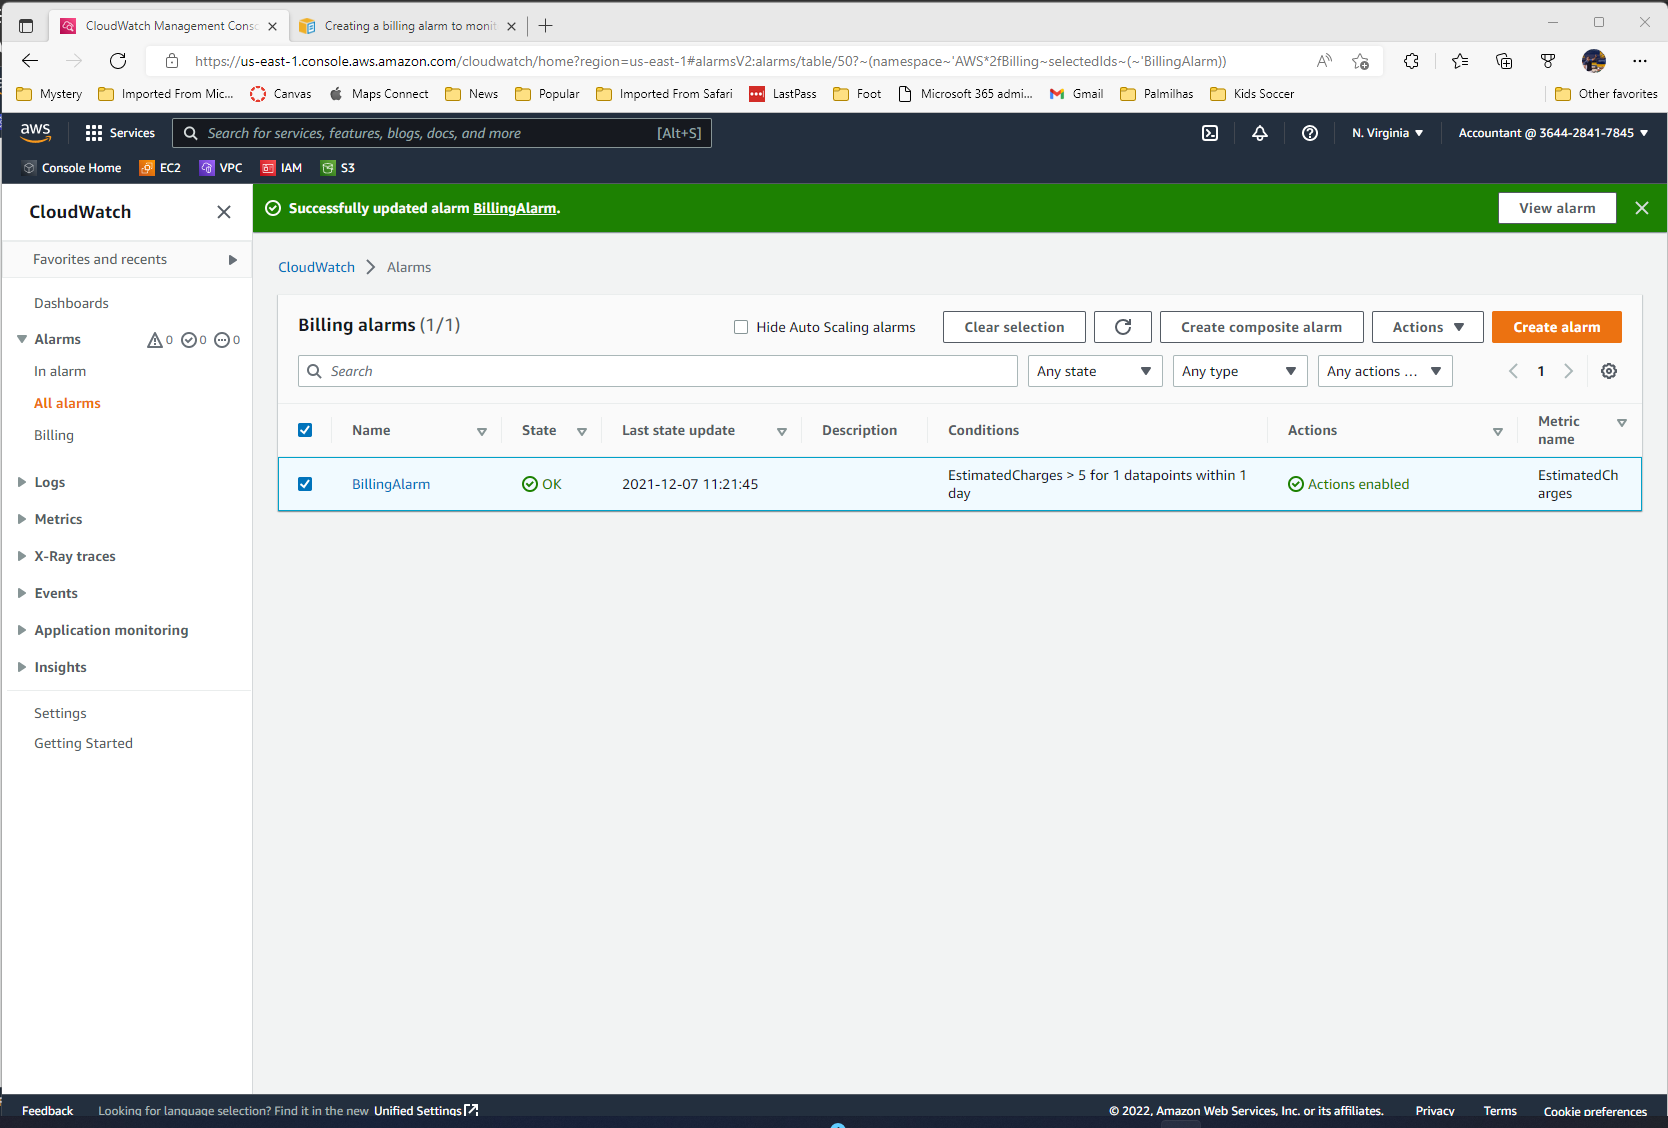 CloudWatch Management Consc
Creating a billing alarm to monit
https://us-east-1.console.aws.amazon.com/cloudwatch/home?region=us-east-1#alarmsV2:alarms/table/50?~(namespace~'AWS*2fBilling~selectedIds~(~'BillingAlarm))
Mystery Imported From Mic... Canvas Maps Connect News Popular Imported From Safari LastPass Foot Microsoft 365 admi... Gmail Palmilhas Kids Soccer Other favorites
aws Services Search for services, features, blogs, docs, and more [Alt+S] N. Virginia Accountant @ 3644-2841-7845
Console Home EC2 VPC IAM S3
CloudWatch
Successfully updated alarm BillingAlarm. View alarm
Favorites and recents
Dashboards
Alarms 0 0 0
In alarm
All alarms
Billing
Logs
Metrics
X-Ray traces
Events
Application monitoring
Insights
Settings
Getting Started
CloudWatch Alarms
Billing alarms (1/1) Hide Auto Scaling alarms Clear selection Create composite alarm Actions Create alarm
Search Any state Any type Any actions ... 1
Name State Last state update Description Conditions Actions Metric
name
BillingAlarm OK 2021-12-07 11:21:45 EstimatedCharges > 5 for 1 datapoints within 1
day Actions enabled EstimatedCh
arges
Feedback Looking for language selection? Find it in the new Unified Settings © 2022, Amazon Web Services, Inc. or its affiliates. Privacy Terms Cookie preferences